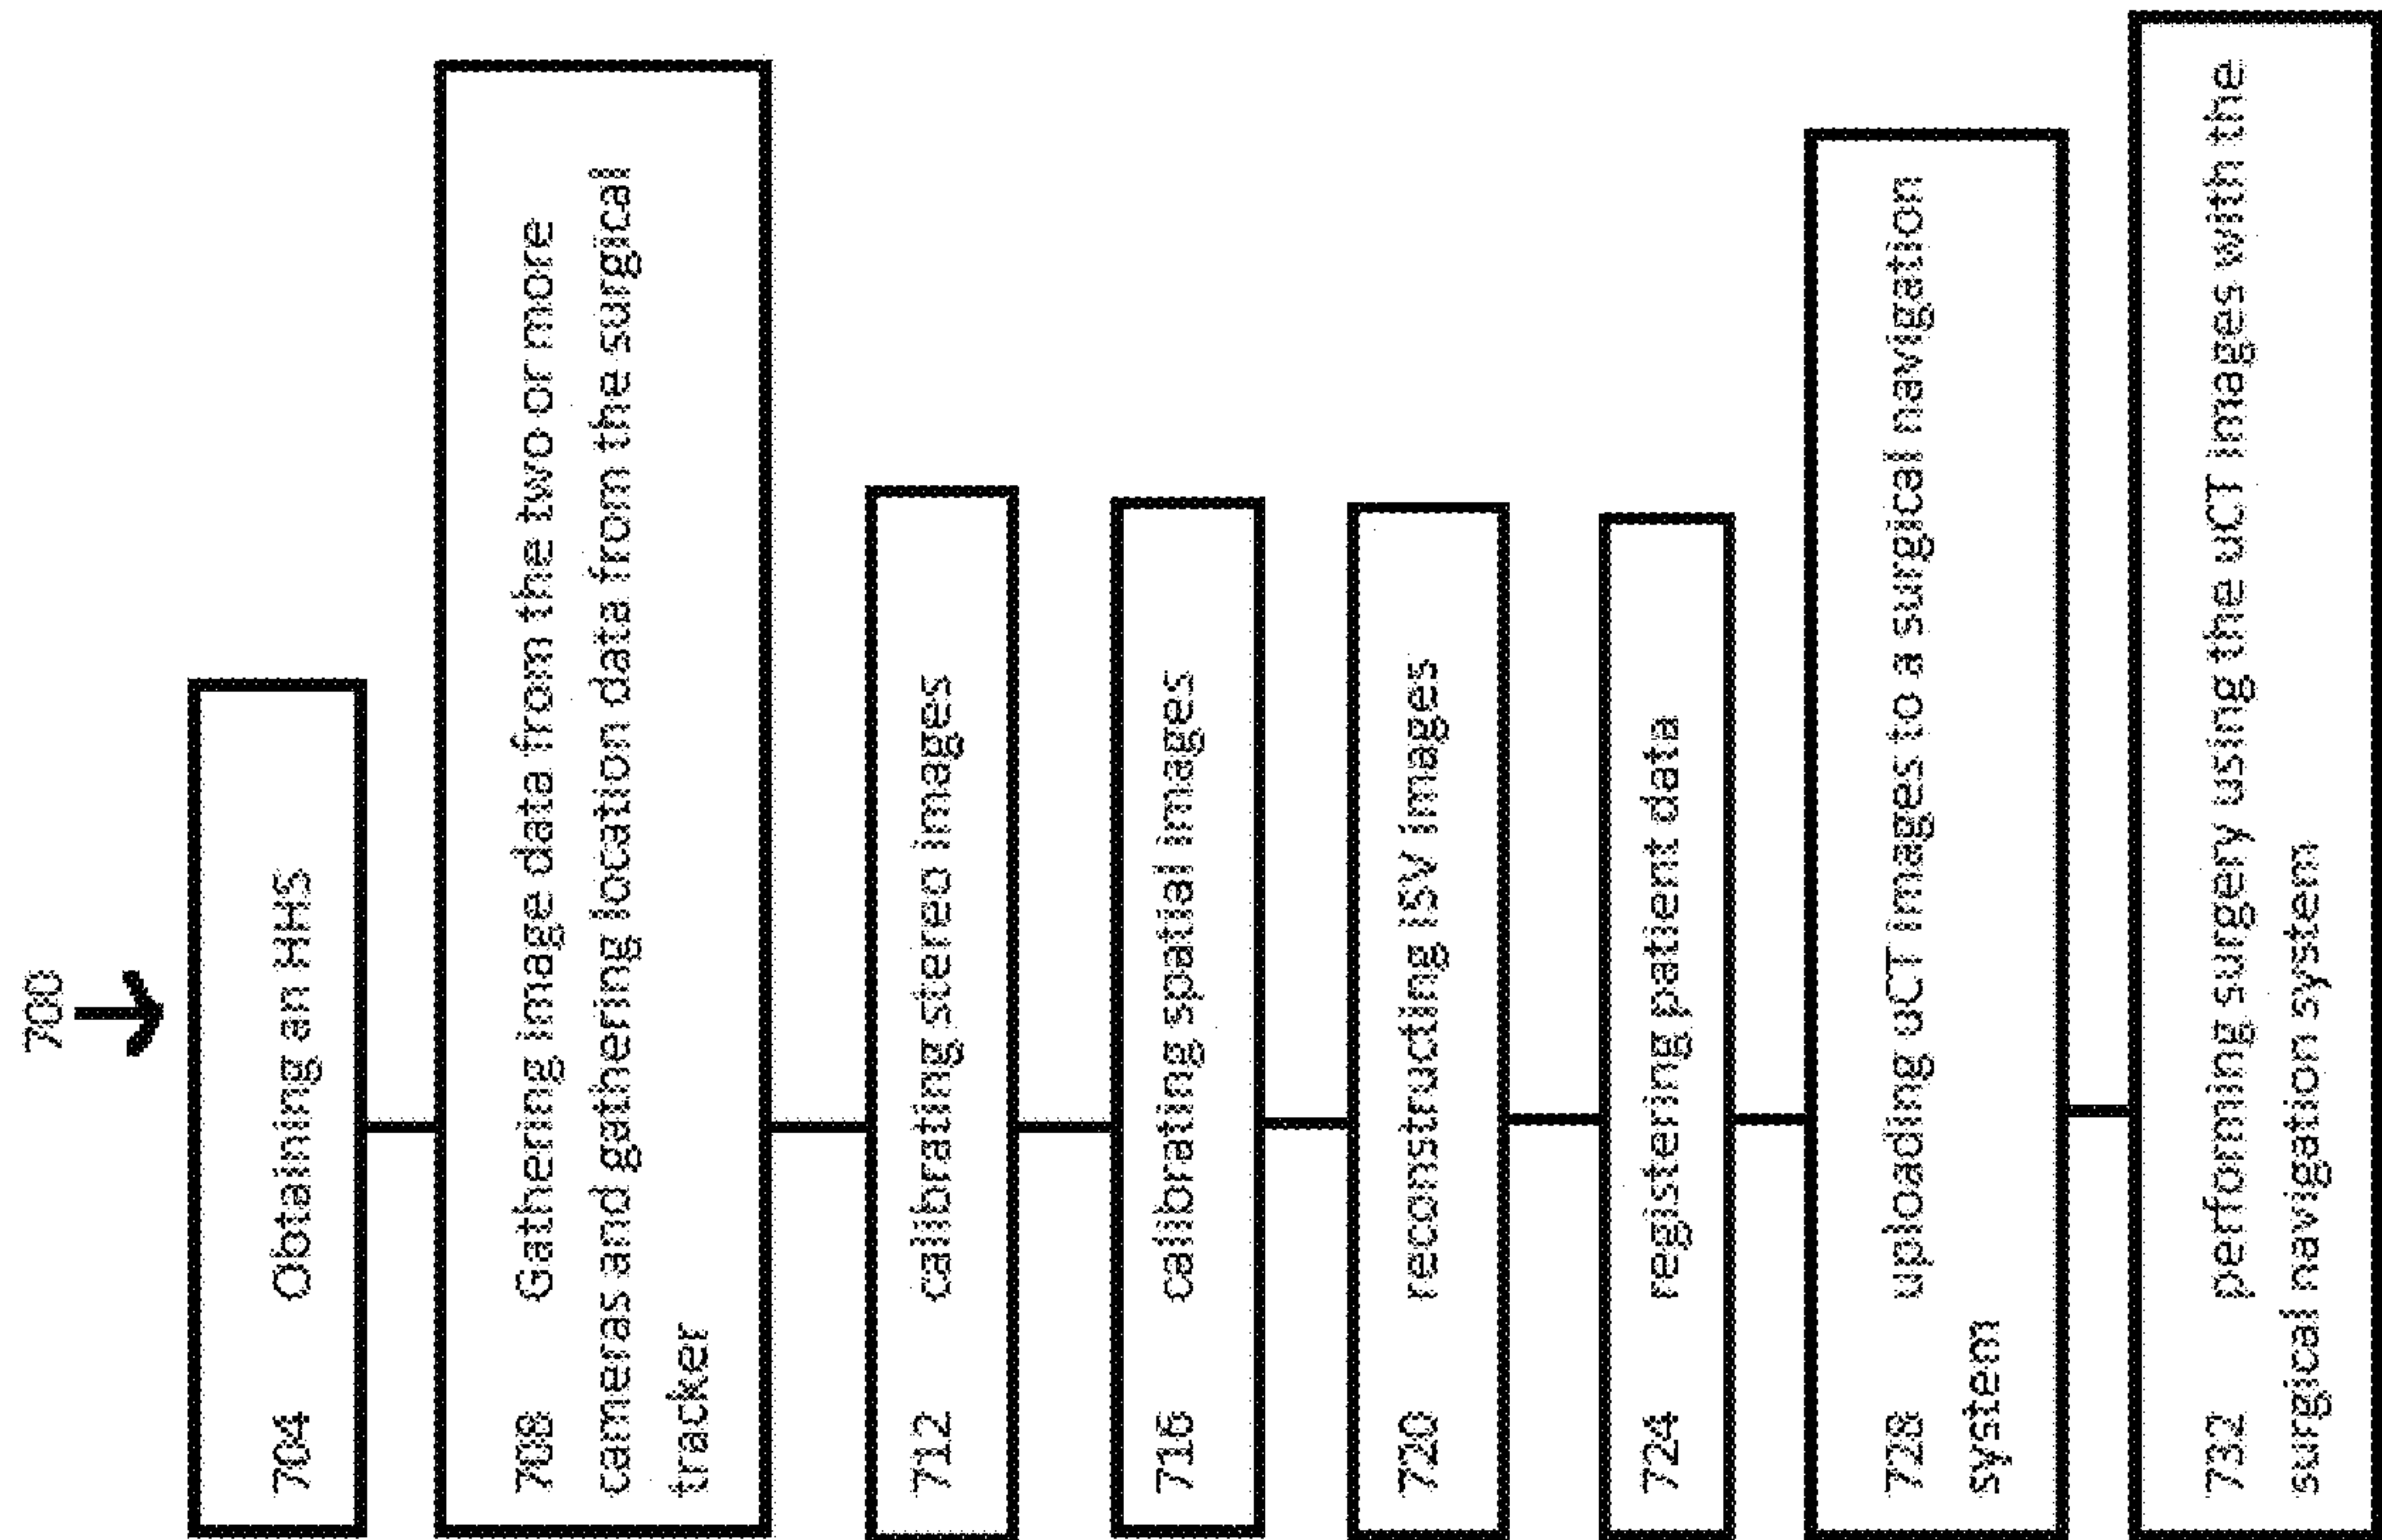 700
704 Obtaining an HHS
708 Gathering image data from the two or more
cameras and gathering location data from the surgical
tracker
712 calibrating stereo images
716 calibrating spatial images
720 reconstructing iSV images
724 registering patient data
728 uploading uCT images to a surgical navigation
system
732 performing surgery using the uCT images with the
surgical navigation system